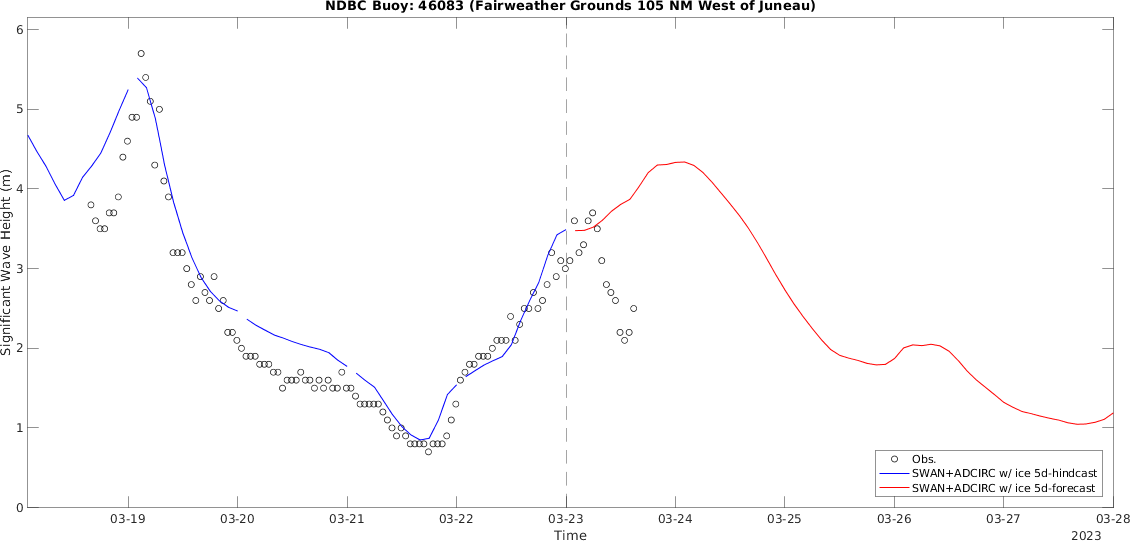 NDBC Buoy: 46083 (Fairweather Grounds 105 NM West of Juneau)
Significant Wave Height (m)
6
5
4
3
2
1
0
Obs.
SWAN+ADCIRC w/ ice 5d-hindcast
SWAN+ADCIRC w/ ice 5d-forecast
03-19 03-20 03-21 03-22 03-23 03-24 03-25 03-26 03-27 03-28
Time
2023